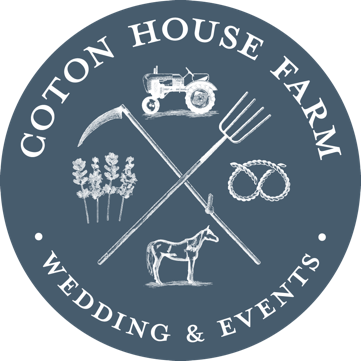 COTON HOUSE FARM
• WEDDING & EVENTS •